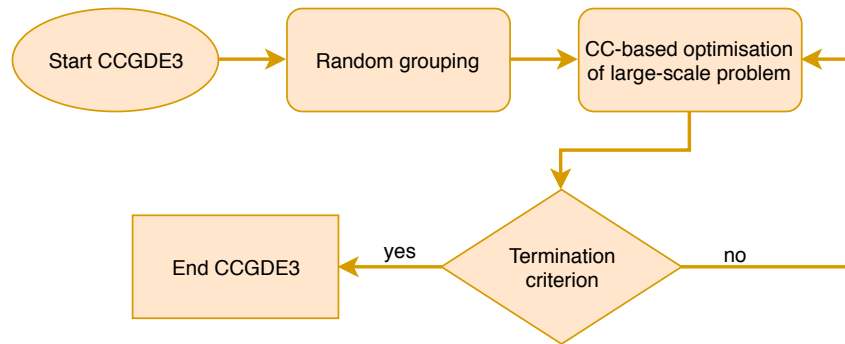 Start CCGDE3
Random grouping
CC-based optimisation
of large-scale problem
Termination
criterion
yes
no
End CCGDE3